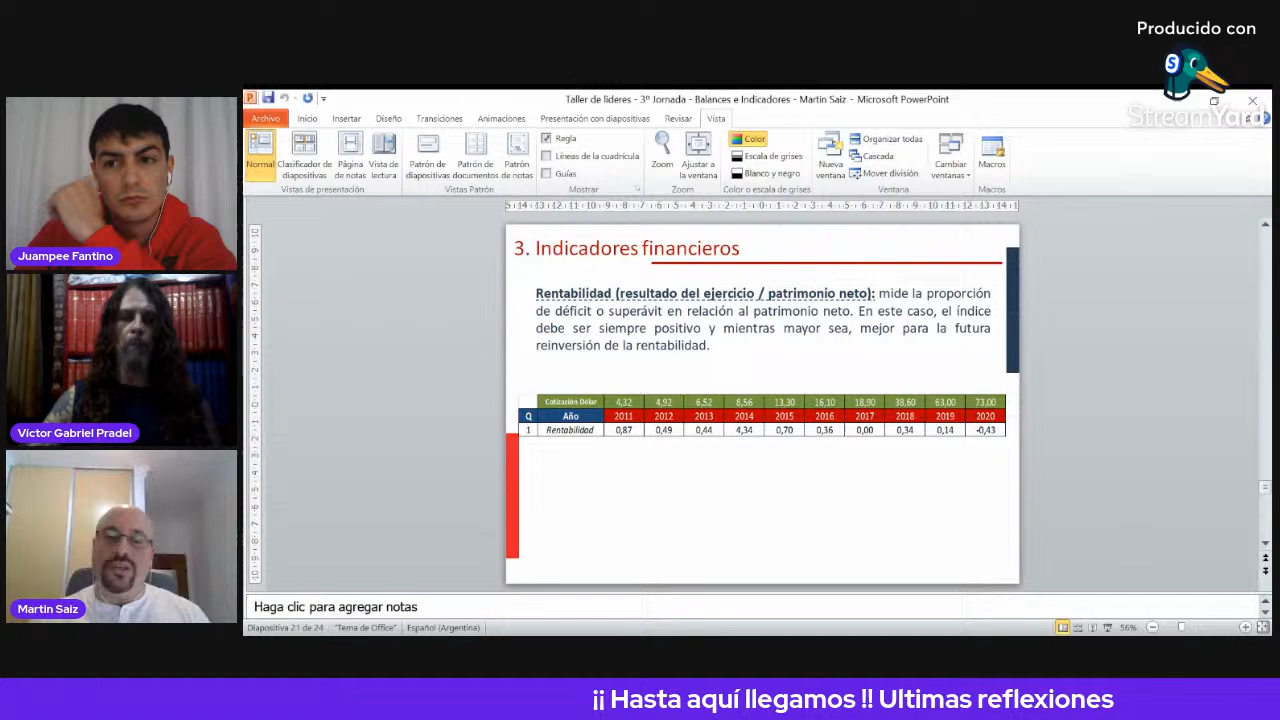 Producido con
StreamYard
Taller de lideres - 3º Jornada - Balances e Indicadores - Martin Saiz - Microsoft PowerPoint
Archivo Inicio Insertar Diseño Transiciones Animaciones Presentación con diapositivas Revisar Vista
Normal
Clasificador de diapositivas
Página de notas
Vista de lectura
Vistas de presentación
Patrón de diapositivas
Patrón de documentos
Patrón de notas
Vistas Patrón
Regla
Líneas de la cuadrícula
Guías
Mostrar
Zoom
Ajustar a la ventana
Zoom
Color
Escala de grises
Blanco y negro
Color o escala de grises
Nueva ventana
Organizar todas
Cascada
Mover división
Cambiar ventanas
Ventana
Macros
Macros
Juampee Fantino
Víctor Gabriel Pradel
Martin Saiz
3. Indicadores financieros
Rentabilidad (resultado del ejercicio / patrimonio neto): mide la proporción
de déficit o superávit en relación al patrimonio neto. En este caso, el índice
debe ser siempre positivo y mientras mayor sea, mejor para la futura
reinversión de la rentabilidad.
Cotización Dólar 4,32 4,92 6,52 8,56 13,30 16,10 18,90 38,60 63,00 73,00
Q Año 2011 2012 2013 2014 2015 2016 2017 2018 2019 2020
1 Rentabilidad 0,87 0,49 0,44 4,34 0,70 0,36 0,00 0,34 0,14 -0,43
Haga clic para agregar notas
Diapositiva 21 de 24 "Tema de Office" Español (Argentina) 56%
¡¡ Hasta aquí llegamos !! Ultimas reflexiones